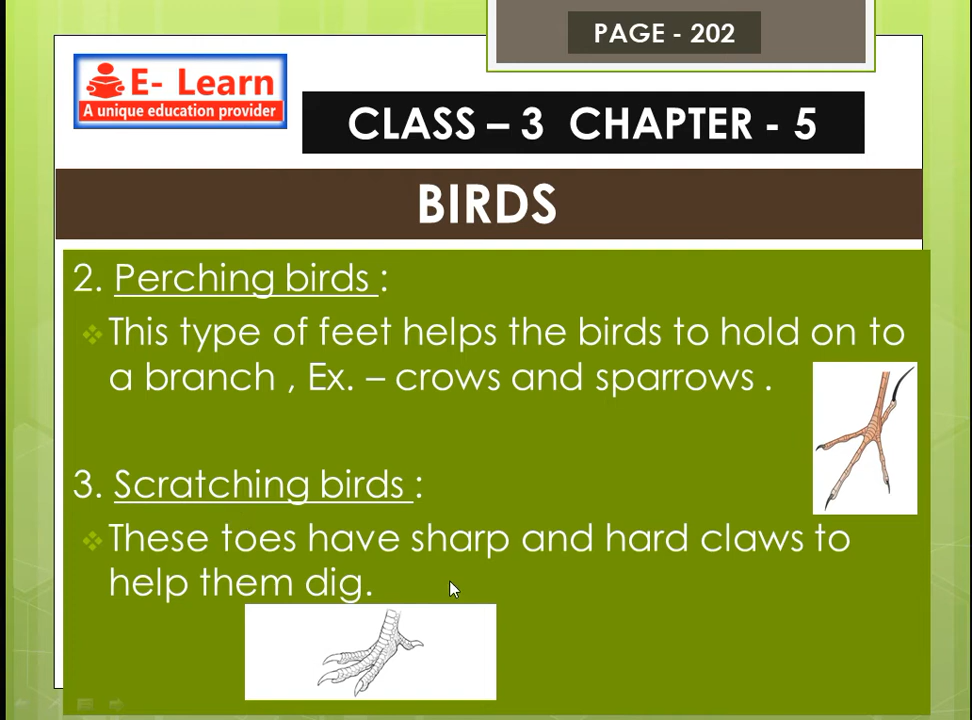 PAGE - 202
E- Learn
A unique education provider
CLASS – 3 CHAPTER - 5
BIRDS
2. Perching birds :
This type of feet helps the birds to hold on to
a branch , Ex. – crows and sparrows .
3. Scratching birds :
These toes have sharp and hard claws to
help them dig.